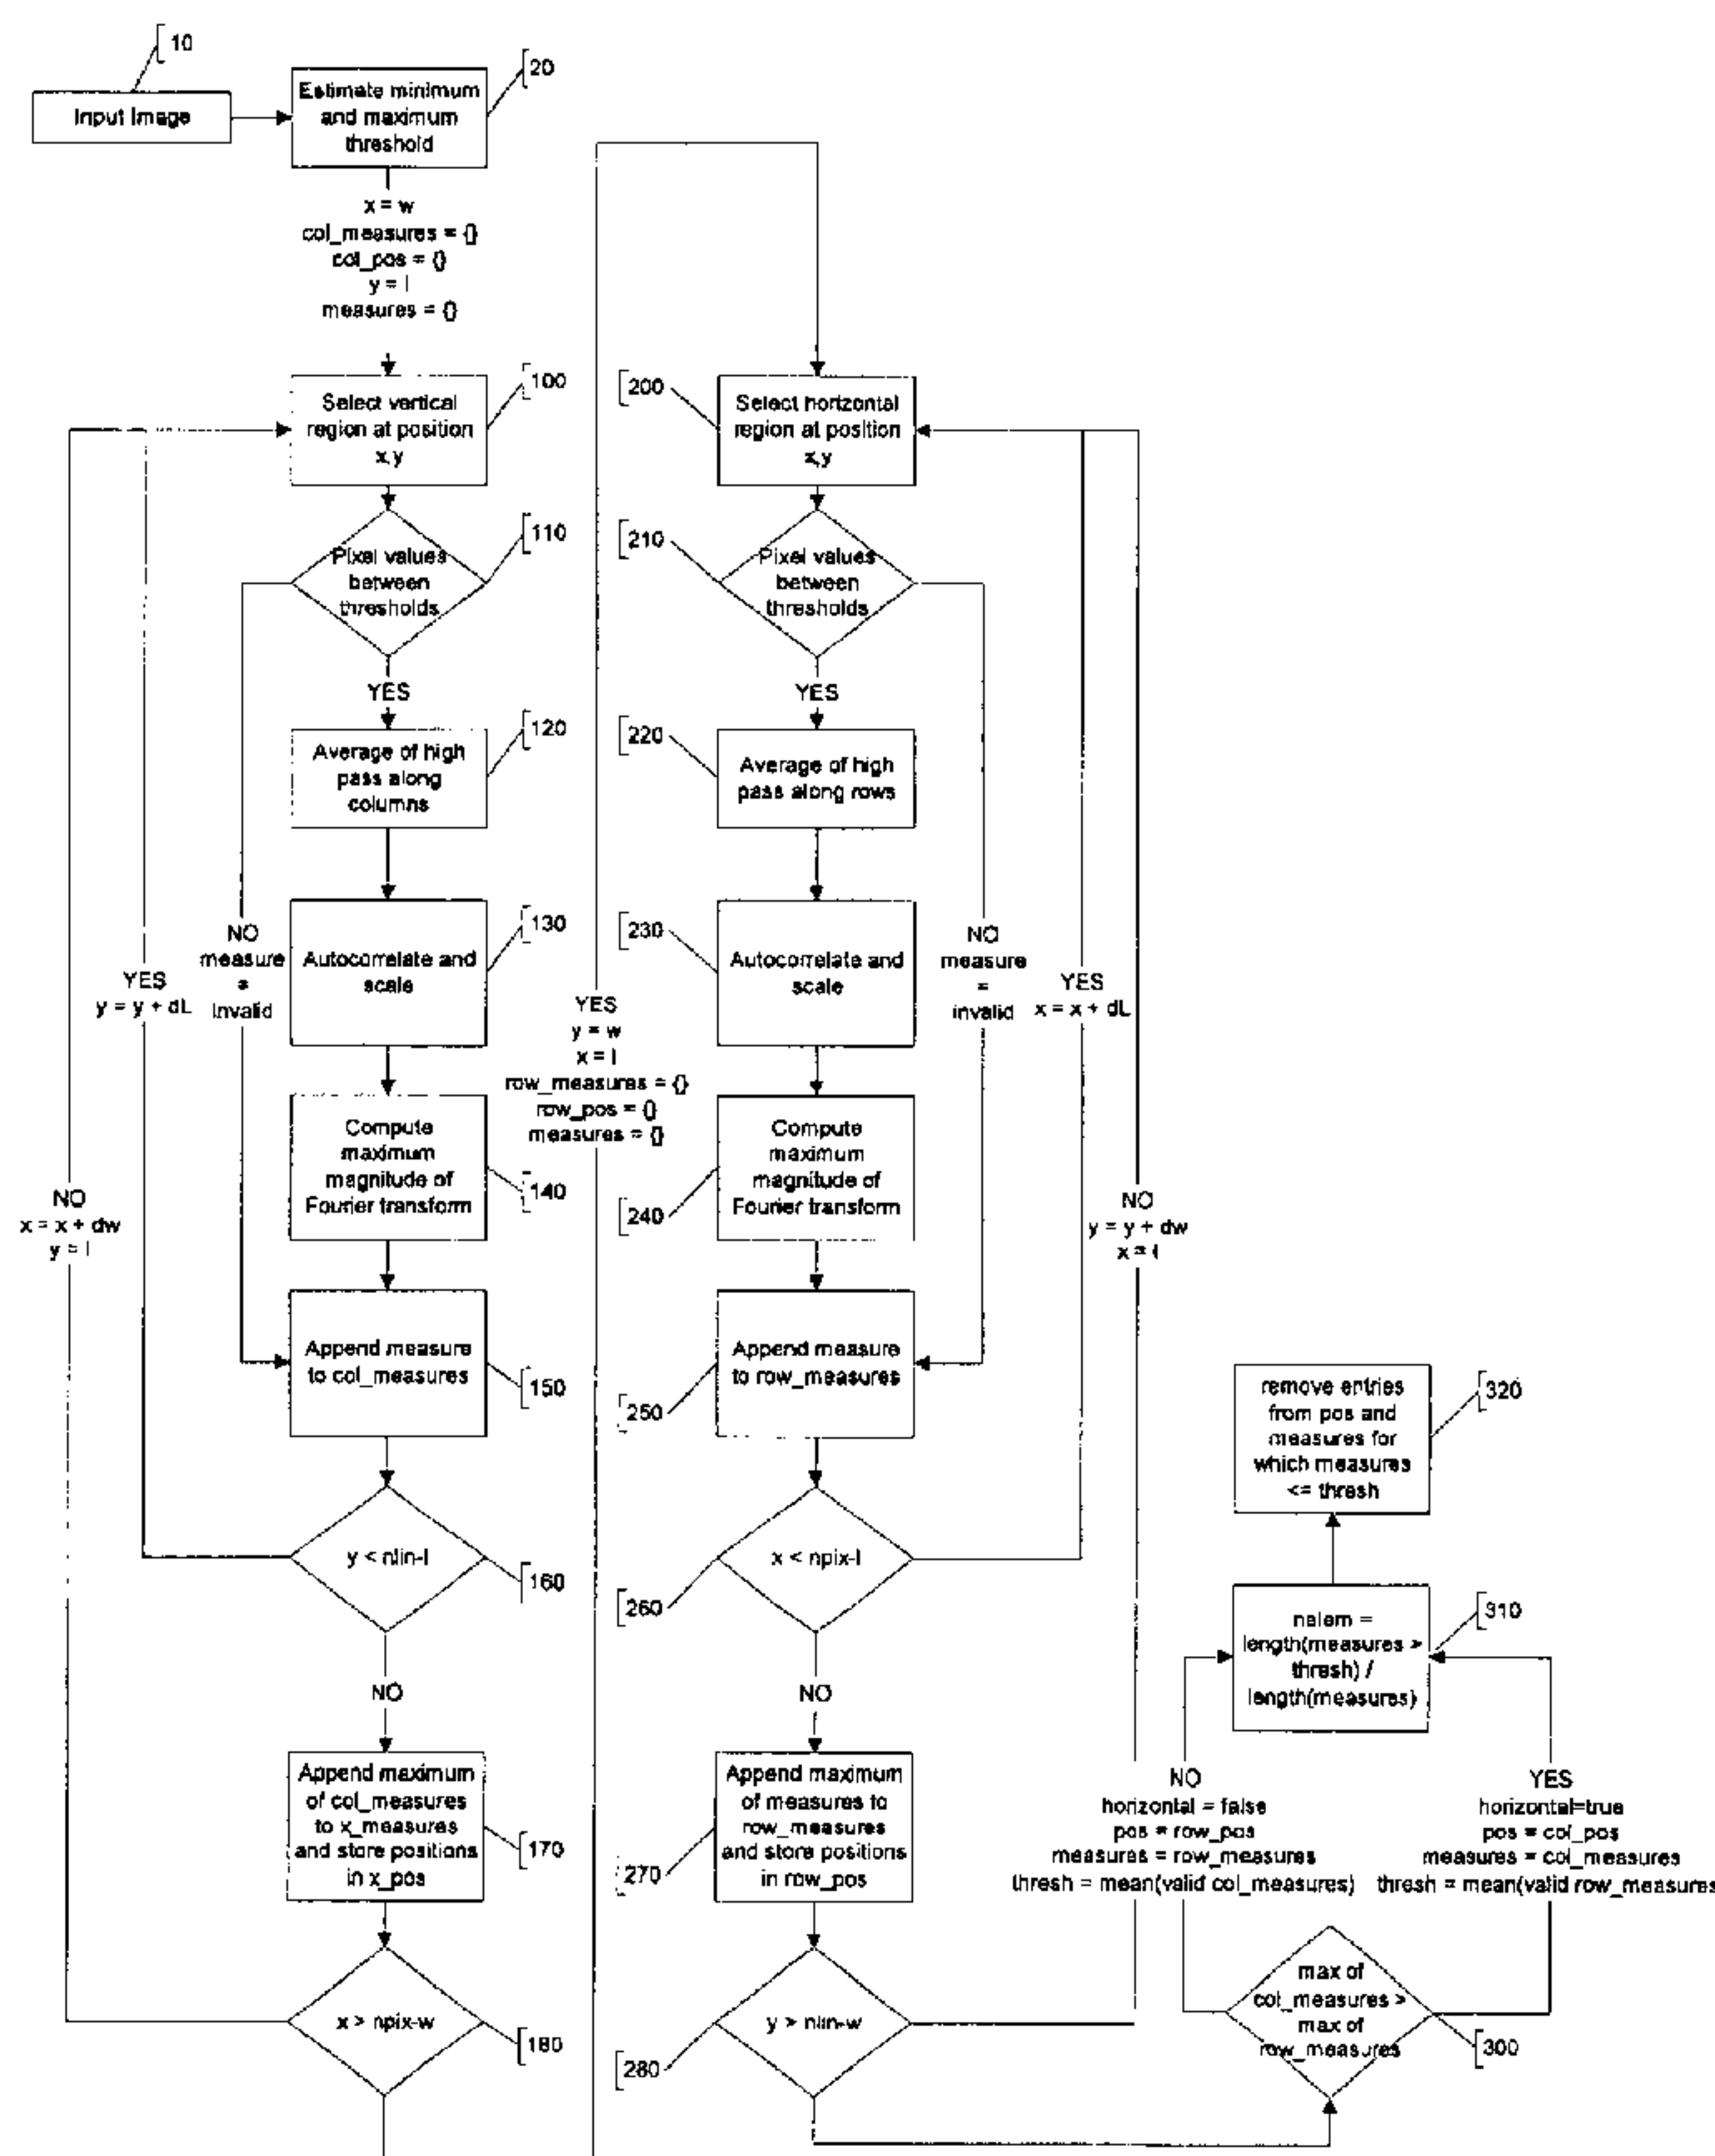 10
Input Image
20
Estimate minimum
and maximum
threshold
x = w
col_measures = {}
col_pos = {}
y = l
measures = {}
100
Select vertical
region at position
x,y
110
Pixel values
between
thresholds
YES
120
Average of high
pass along
columns
130
Autocorrelate and
scale
140
Compute
maximum
magnitude of
Fourier transform
150
Append measure
to col_measures
160
y < nlin-l
NO
170
Append maximum
of col_measures
to x_measures
and store positions
in x_pos
180
x > npix-w
NO
measure
=
invalid
YES
y = y + dL
NO
x = x + dw
y = l
YES
y = w
x = l
row_measures = {}
row_pos = {}
measures = {}
200
Select horizontal
region at position
x,y
210
Pixel values
between
thresholds
YES
220
Average of high
pass along rows
230
Autocorrelate and
scale
240
Compute
maximum
magnitude of
Fourier transform
250
Append measure
to row_measures
260
x < npix-l
NO
270
Append maximum
of measures to
row_measures
and store positions
in row_pos
280
y > nlin-w
NO
measure
=
invalid
YES
x = x + dL
NO
y = y + dw
x = l
300
max of
col_measures >
max of
row_measures
NO
horizontal = false
pos = row_pos
measures = row_measures
thresh = mean(valid col_measures)
YES
horizontal=true
pos = col_pos
measures = col_measures
thresh = mean(valid row_measures
310
nelem =
length(measures >
thresh) /
length(measures)
320
remove entries
from pos and
measures for
which measures
<= thresh